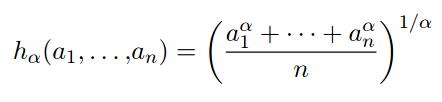 h_α(a_1, . . . ,a_n) = ( (a_1^α + · · · + a_n^α) / n )^{1/α}